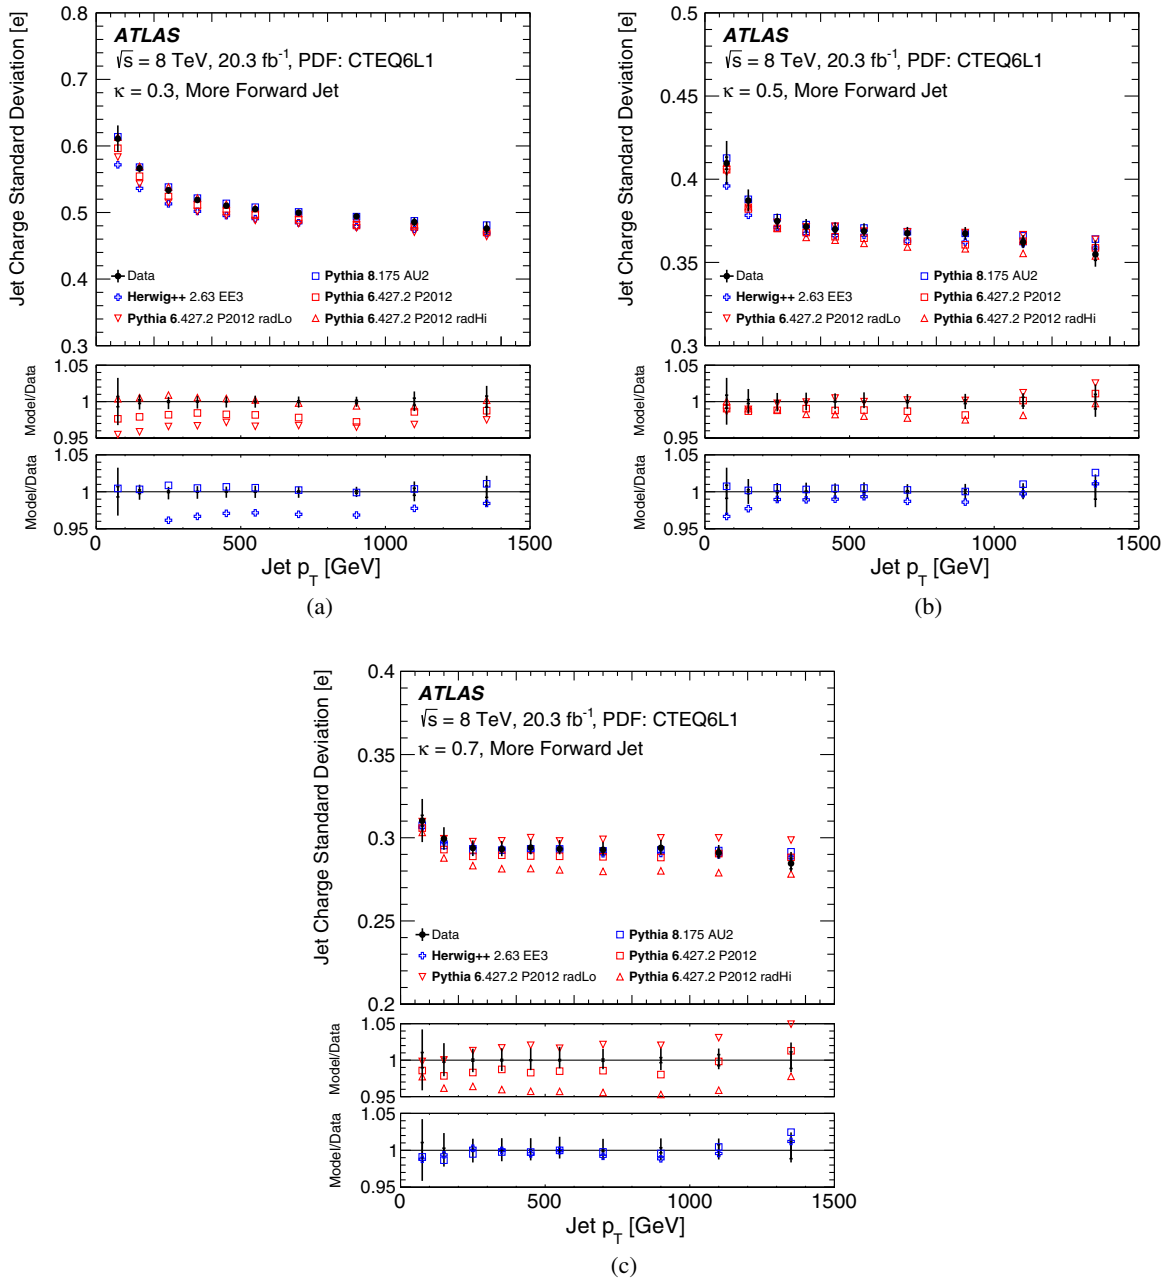 ATLAS
√s = 8 TeV, 20.3 fb⁻¹, PDF: CTEQ6L1
κ = 0.3, More Forward Jet
Jet Charge Standard Deviation [e]
0.8
0.7
0.6
0.5
0.4
0.3
Data
Pythia 8.175 AU2
Herwig++ 2.63 EE3
Pythia 6.427.2 P2012
Pythia 6.427.2 P2012 radLo
Pythia 6.427.2 P2012 radHi
Model/Data
1.05
1
0.95
Model/Data
1.05
1
0.95
0 500 1000 1500
Jet p_T [GeV]
(a)
ATLAS
√s = 8 TeV, 20.3 fb⁻¹, PDF: CTEQ6L1
κ = 0.5, More Forward Jet
Jet Charge Standard Deviation [e]
0.5
0.45
0.4
0.35
0.3
Data
Pythia 8.175 AU2
Herwig++ 2.63 EE3
Pythia 6.427.2 P2012
Pythia 6.427.2 P2012 radLo
Pythia 6.427.2 P2012 radHi
Model/Data
1.05
1
0.95
Model/Data
1.05
1
0.95
0 500 1000 1500
Jet p_T [GeV]
(b)
ATLAS
√s = 8 TeV, 20.3 fb⁻¹, PDF: CTEQ6L1
κ = 0.7, More Forward Jet
Jet Charge Standard Deviation [e]
0.4
0.35
0.3
0.25
0.2
Data
Pythia 8.175 AU2
Herwig++ 2.63 EE3
Pythia 6.427.2 P2012
Pythia 6.427.2 P2012 radLo
Pythia 6.427.2 P2012 radHi
Model/Data
1.05
1
0.95
Model/Data
1.05
1
0.95
0 500 1000 1500
Jet p_T [GeV]
(c)